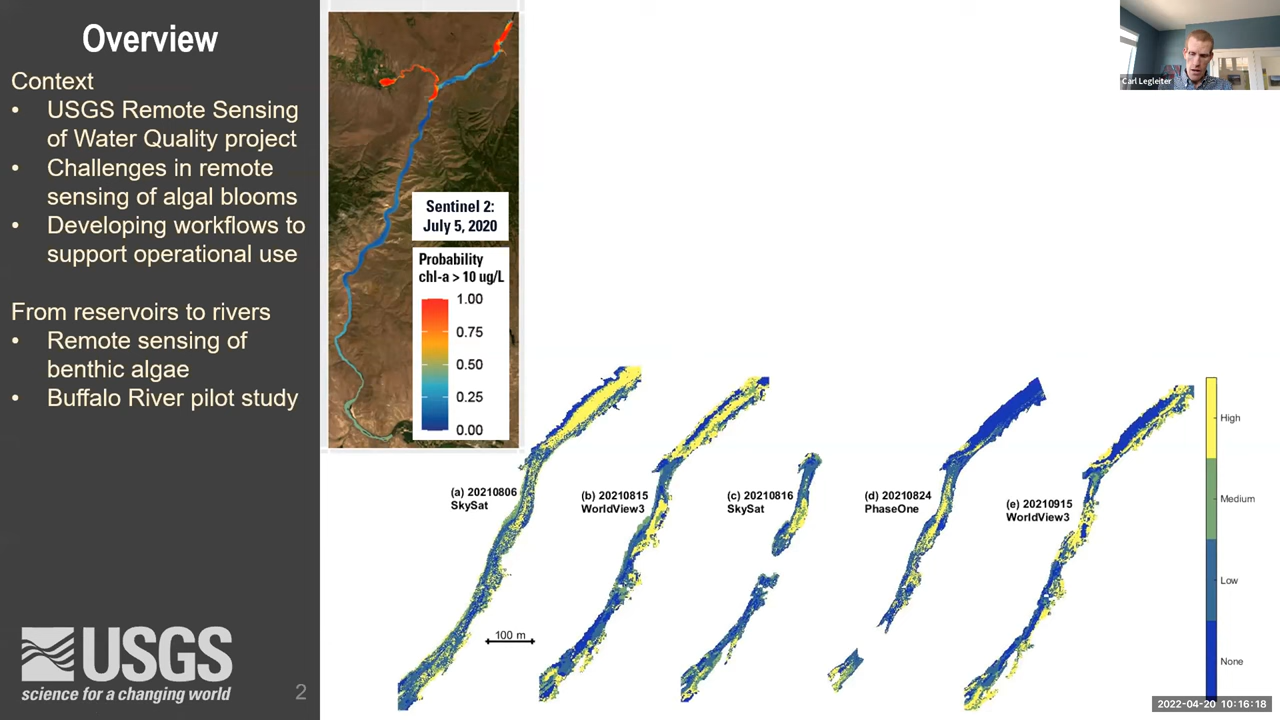 Overview
Context
• USGS Remote Sensing
of Water Quality project
• Challenges in remote
sensing of algal blooms
• Developing workflows to
support operational use
From reservoirs to rivers
• Remote sensing of
benthic algae
• Buffalo River pilot study
USGS
science for a changing world
2
Sentinel 2:
July 5, 2020
Probability
chl-a > 10 ug/L
1.00
0.75
0.50
0.25
0.00
(a) 20210806
SkySat
(b) 20210815
WorldView3
(c) 20210816
SkySat
(d) 20210824
PhaseOne
(e) 20210915
WorldView3
100 m
High
Medium
Low
None
Carl Legleiter
2022-04-20 10:16:18